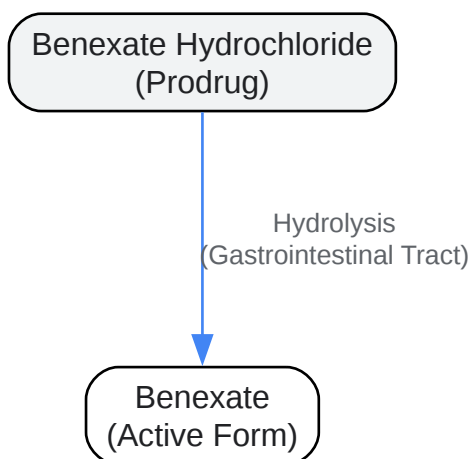 Benexate Hydrochloride
(Prodrug)
Hydrolysis
(Gastrointestinal Tract)
Benexate
(Active Form)